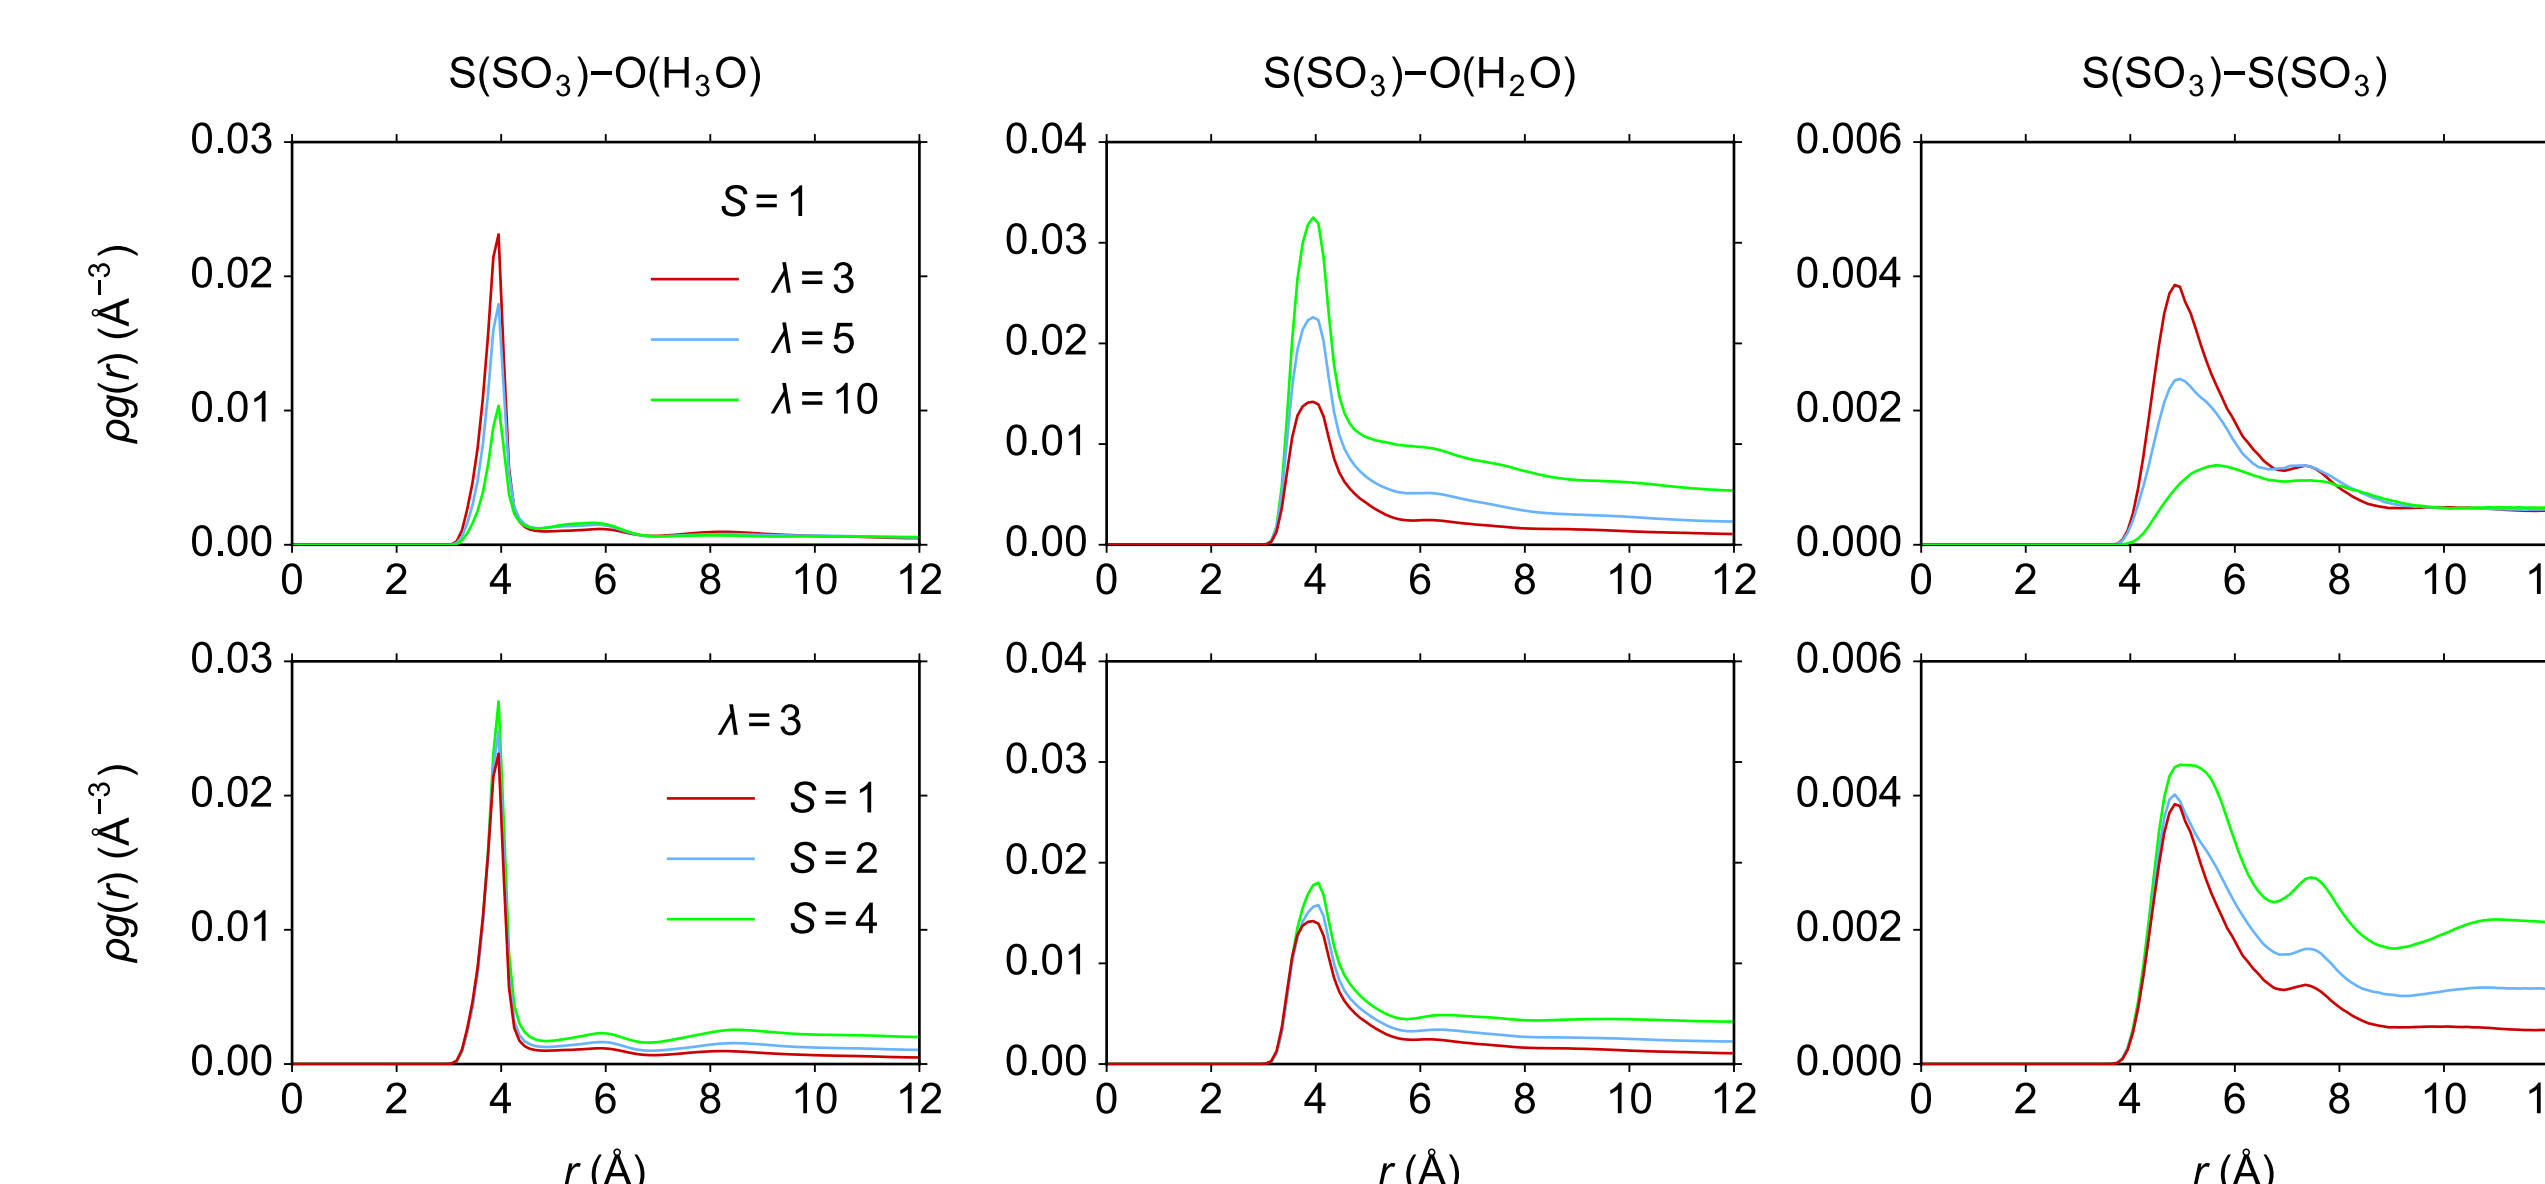 S(SO₃)−O(H₃O)
S(SO₃)−O(H₂O)
S(SO₃)−S(SO₃)
ρg(r) (Å⁻³)
0.03
0.02
0.01
0.00
S = 1
λ = 3
λ = 5
λ = 10
0 2 4 6 8 10 12
0.04
0.03
0.02
0.01
0.00
0 2 4 6 8 10 12
0.006
0.004
0.002
0.000
0 2 4 6 8 10
ρg(r) (Å⁻³)
0.03
0.02
0.01
0.00
λ = 3
S = 1
S = 2
S = 4
0 2 4 6 8 10 12
r (Å)
0.04
0.03
0.02
0.01
0.00
0 2 4 6 8 10 12
r (Å)
0.006
0.004
0.002
0.000
0 2 4 6 8 10
r (Å)